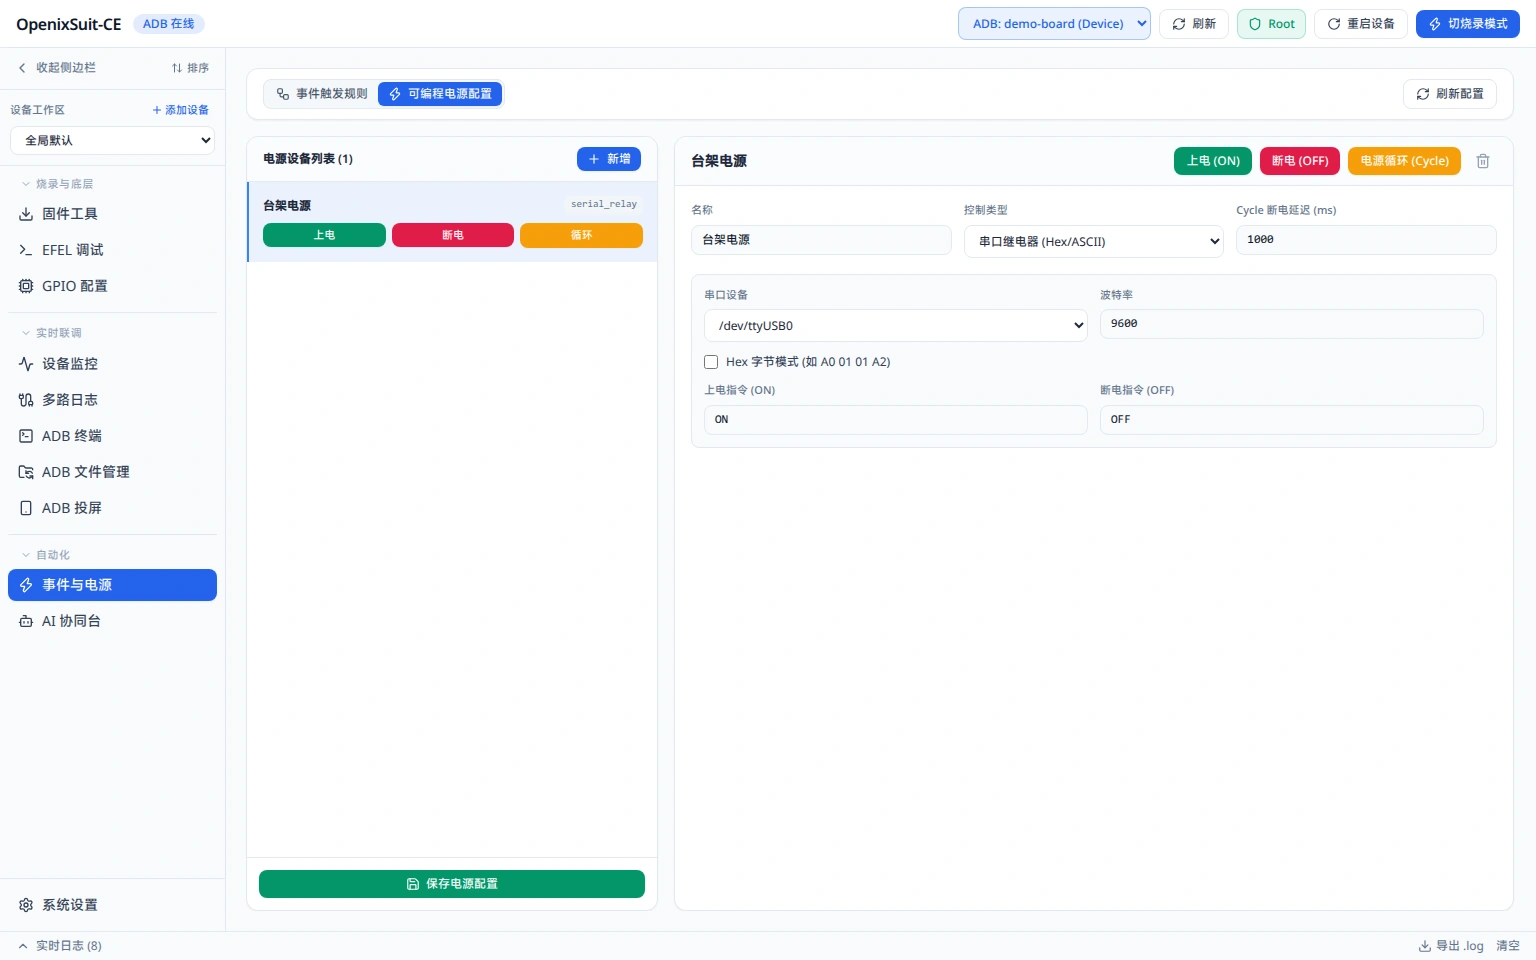 OpenixSuit-CE ADB 在线 ADB: demo-board (Device) 刷新 Root 重启设备 切烧录模式
收起侧边栏 排序
设备工作区 添加设备
全局默认
烧录与底层
固件工具
EFEL 调试
GPIO 配置
实时联调
设备监控
多路日志
ADB 终端
ADB 文件管理
ADB 投屏
自动化
事件与电源
AI 协同台
系统设置
事件触发规则 可编程电源配置 刷新配置
电源设备列表 (1) 新增
台架电源 serial_relay
上电 断电 循环
保存电源配置
台架电源 上电 (ON) 断电 (OFF) 电源循环 (Cycle)
名称 控制类型 Cycle 断电延迟 (ms)
台架电源 串口继电器 (Hex/ASCII) 1000
串口设备 波特率
/dev/ttyUSB0 9600
Hex 字节模式 (如 A0 01 01 A2)
上电指令 (ON) 断电指令 (OFF)
ON OFF
实时日志 (8) 导出 .log 清空